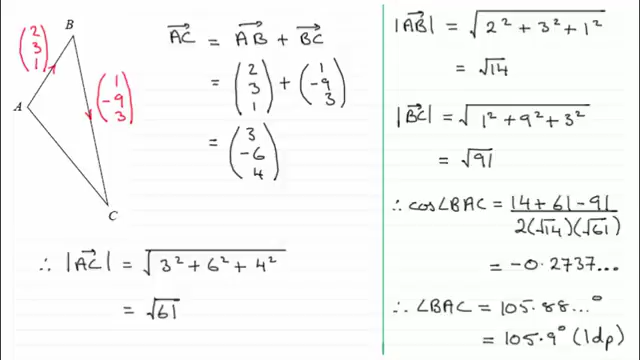 B
(2 3 1)
A
(1 -9 3)
C
AC = AB + BC
= (2 3 1) + (1 -9 3)
= (3 -6 4)
∴ |AC| = √3² + 6² + 4²
= √61
|AB| = √2² + 3² + 1²
= √14
|BC| = √1² + 9² + 3²
= √91
∴ cos∠BAC = 14 + 61 - 91 / 2(√14)(√61)
= -0.2737...
∴ ∠BAC = 105.88...°
= 105.9° (1dp)